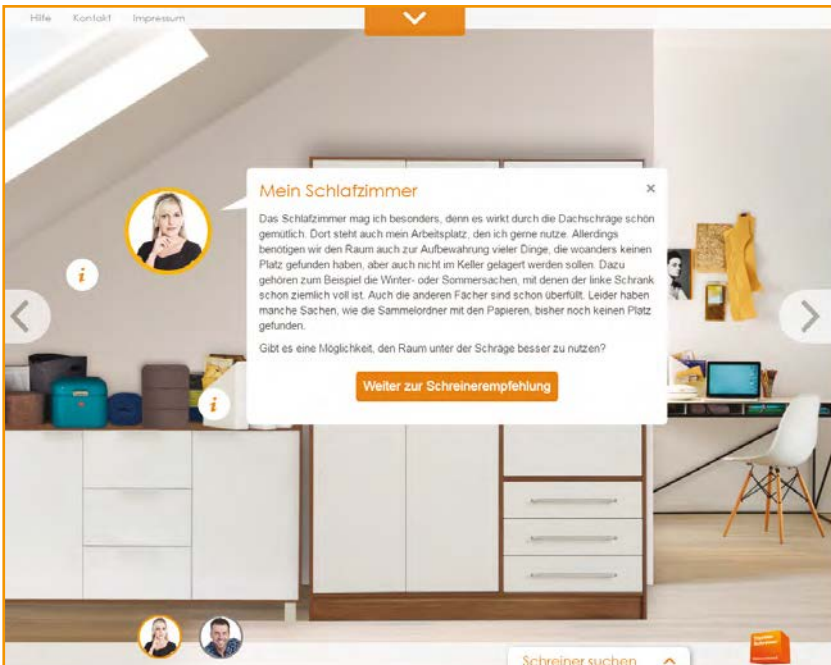 Hilfe Kontakt Impressum
Mein Schlafzimmer ×
Das Schlafzimmer mag ich besonders, denn es wirkt durch die Dachschräge schön
gemütlich. Dort steht auch mein Arbeitsplatz, den ich gerne nutze. Allerdings
benötigen wir den Raum auch zur Aufbewahrung vieler Dinge, die woanders keinen
Platz gefunden haben, aber auch nicht im Keller gelagert werden sollen. Dazu
gehören zum Beispiel die Winter- oder Sommersachen, mit denen der linke Schrank
schon ziemlich voll ist. Auch die anderen Fächer sind schon überfüllt. Leider haben
manche Sachen, wie die Sammelordner mit den Papieren, bisher noch keinen Platz
gefunden.
Gibt es eine Möglichkeit, den Raum unter der Schräge besser zu nutzen?
Weiter zur Schreinerempfehlung
i
i
Schreiner suchen